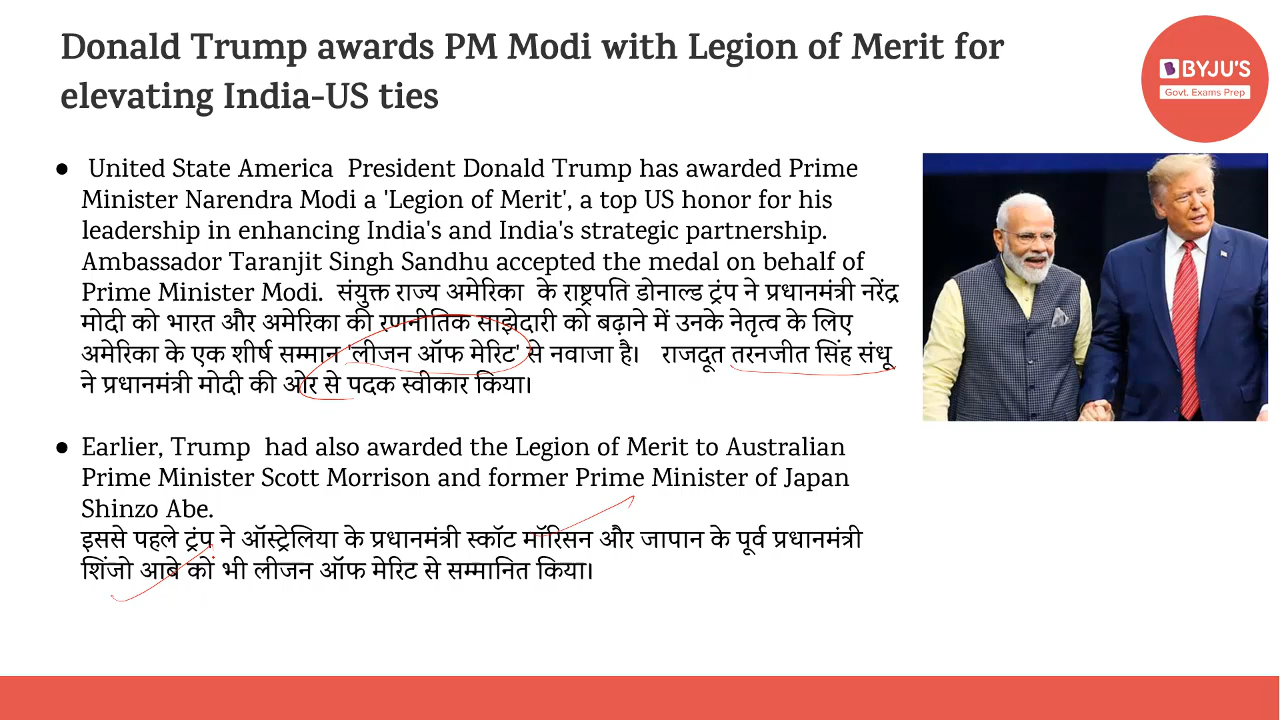 Donald Trump awards PM Modi with Legion of Merit for
elevating India-US ties
BYJU'S
Govt. Exams Prep
● United State America President Donald Trump has awarded Prime
Minister Narendra Modi a 'Legion of Merit', a top US honor for his
leadership in enhancing India's and India's strategic partnership.
Ambassador Taranjit Singh Sandhu accepted the medal on behalf of
Prime Minister Modi. संयुक्त राज्य अमेरिका के राष्ट्रपति डोनाल्ड ट्रंप ने प्रधानमंत्री नरेंद्र
मोदी को भारत और अमेरिका की रणनीतिक साझेदारी को बढ़ाने में उनके नेतृत्व के लिए
अमेरिका के एक शीर्ष सम्मान 'लीजन ऑफ मेरिट' से नवाजा है। राजदूत तरनजीत सिंह संधू
ने प्रधानमंत्री मोदी की ओर से पदक स्वीकार किया।
● Earlier, Trump had also awarded the Legion of Merit to Australian
Prime Minister Scott Morrison and former Prime Minister of Japan
Shinzo Abe.
इससे पहले ट्रंप ने ऑस्ट्रेलिया के प्रधानमंत्री स्कॉट मॉरिसन और जापान के पूर्व प्रधानमंत्री
शिंजो आबे कों भी लीजन ऑफ मेरिट से सम्मानित किया।